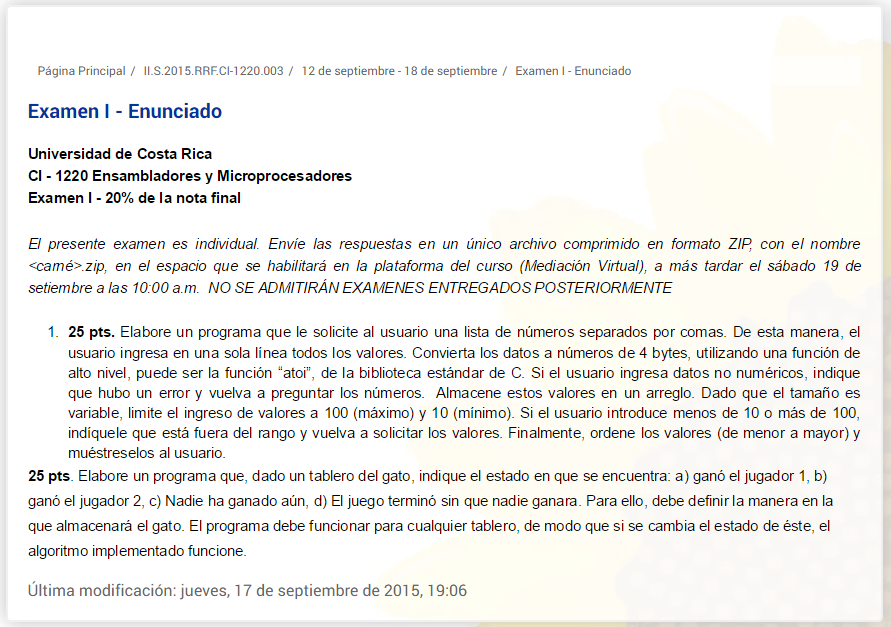 Página Principal / II.S.2015.RRF.CI-1220.003 / 12 de septiembre - 18 de septiembre / Examen I - Enunciado
Examen I - Enunciado
Universidad de Costa Rica
CI - 1220 Ensambladores y Microprocesadores
Examen I - 20% de la nota final
El presente examen es individual. Envíe las respuestas en un único archivo comprimido en formato ZIP, con el nombre
<carné>.zip, en el espacio que se habilitará en la plataforma del curso (Mediación Virtual), a más tardar el sábado 19 de
setiembre a las 10:00 a.m. NO SE ADMITIRÁN EXAMENES ENTREGADOS POSTERIORMENTE
1. 25 pts. Elabore un programa que le solicite al usuario una lista de números separados por comas. De esta manera, el
usuario ingresa en una sola línea todos los valores. Convierta los datos a números de 4 bytes, utilizando una función de
alto nivel, puede ser la función “atoi”, de la biblioteca estándar de C. Si el usuario ingresa datos no numéricos, indique
que hubo un error y vuelva a preguntar los números. Almacene estos valores en un arreglo. Dado que el tamaño es
variable, limite el ingreso de valores a 100 (máximo) y 10 (mínimo). Si el usuario introduce menos de 10 o más de 100,
indíquele que está fuera del rango y vuelva a solicitar los valores. Finalmente, ordene los valores (de menor a mayor) y
muéstreselos al usuario.
25 pts. Elabore un programa que, dado un tablero del gato, indique el estado en que se encuentra: a) ganó el jugador 1, b)
ganó el jugador 2, c) Nadie ha ganado aún, d) El juego terminó sin que nadie ganara. Para ello, debe definir la manera en la
que almacenará el gato. El programa debe funcionar para cualquier tablero, de modo que si se cambia el estado de éste, el
algoritmo implementado funcione.
Última modificación: jueves, 17 de septiembre de 2015, 19:06